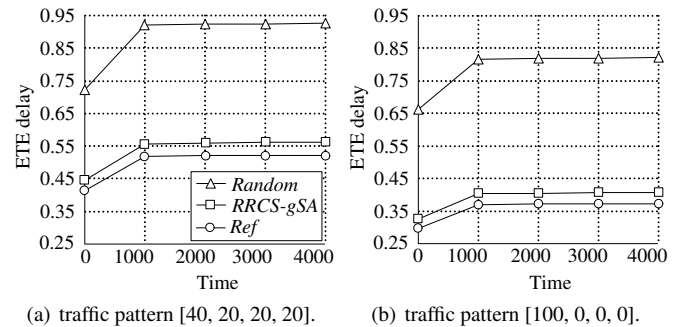 0.95
0.85
0.75
0.65
0.55
0.45
0.35
0.25
ETE delay
0 1000 2000 3000 4000
Time
Random
RRCS-gSA
Ref
(a) traffic pattern [40, 20, 20, 20].
0.95
0.85
0.75
0.65
0.55
0.45
0.35
0.25
ETE delay
0 1000 2000 3000 4000
Time
(b) traffic pattern [100, 0, 0, 0].